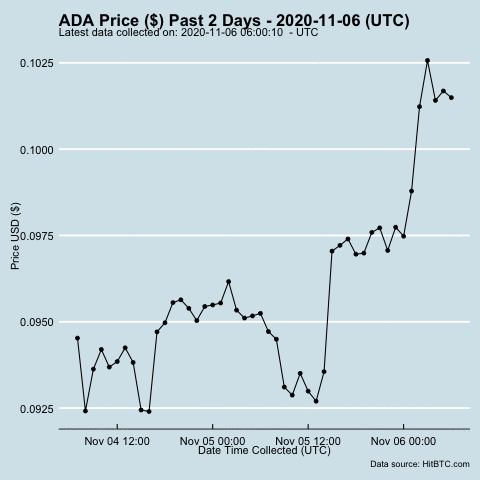 ADA Price ($) Past 2 Days - 2020-11-06 (UTC)
Latest data collected on: 2020-11-06 06:00:10 - UTC
0.1025
0.1000
0.0975
0.0950
0.0925
Price USD ($)
Nov 04 12:00 Nov 05 00:00 Nov 05 12:00 Nov 06 00:00
Date Time Collected (UTC)
Data source: HitBTC.com